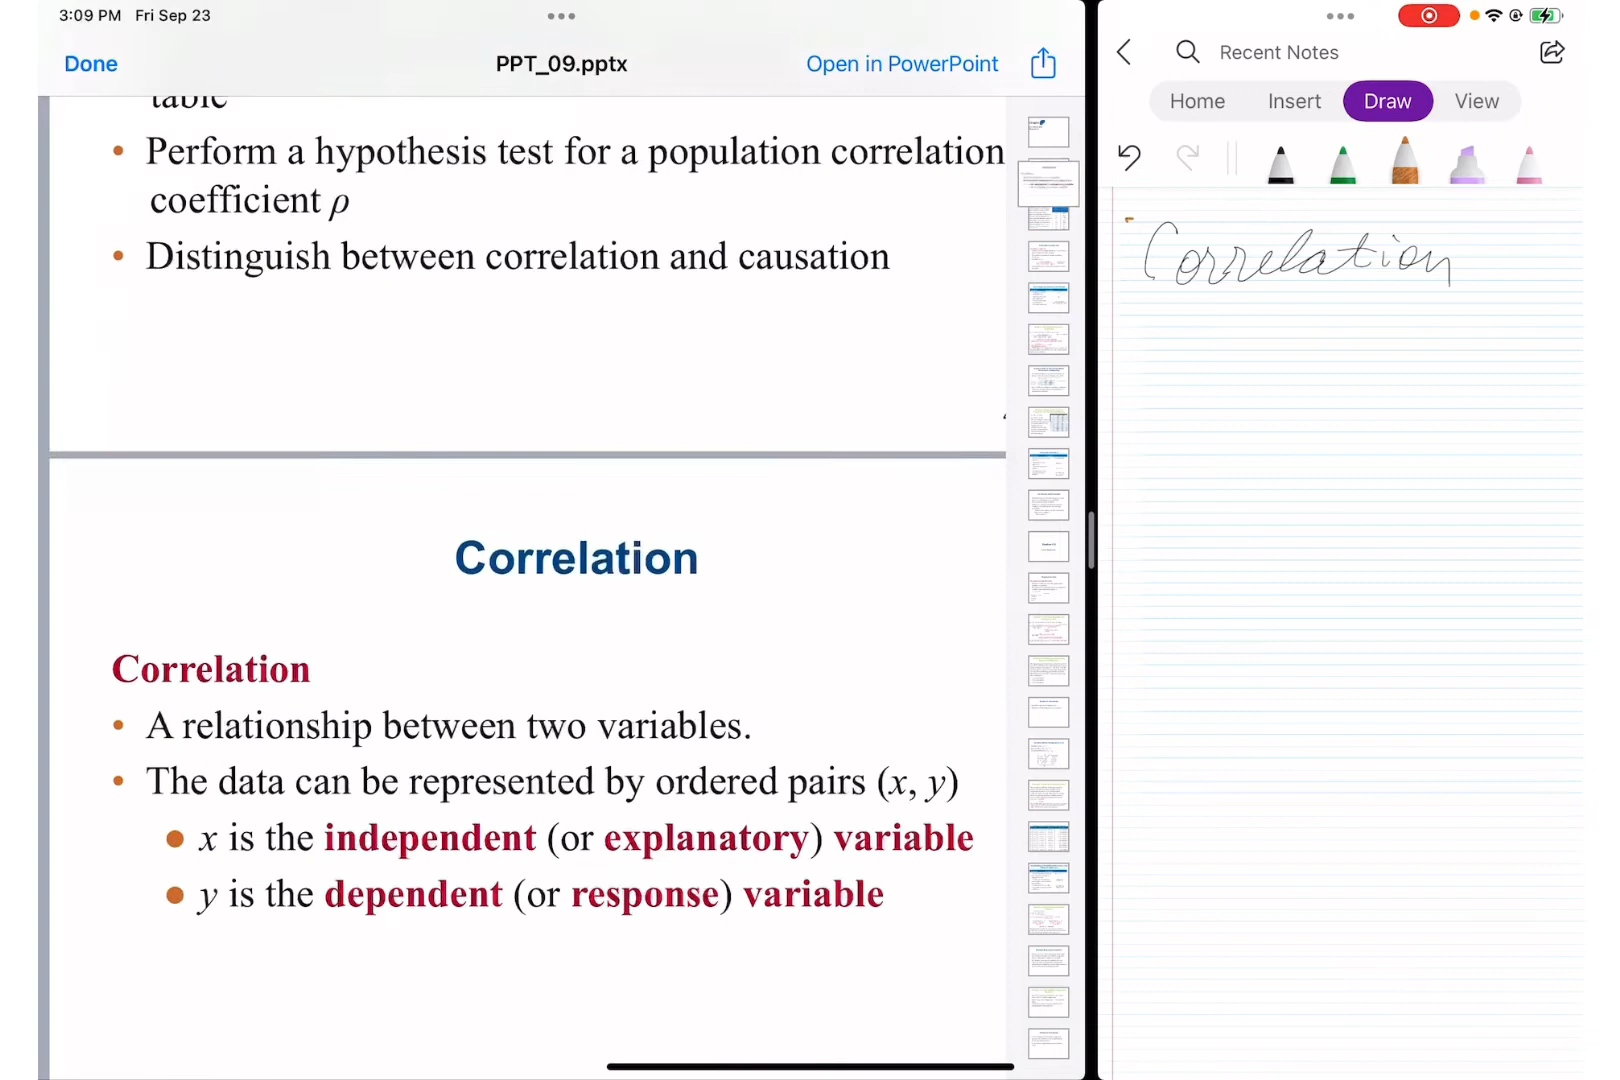 3:09 PM Fri Sep 23
Done
PPT_09.pptx
Open in PowerPoint
table
• Perform a hypothesis test for a population correlation
coefficient ρ
• Distinguish between correlation and causation
Correlation
Correlation
• A relationship between two variables.
• The data can be represented by ordered pairs (x, y)
● x is the independent (or explanatory) variable
● y is the dependent (or response) variable
Recent Notes
Home Insert Draw View
Correlation